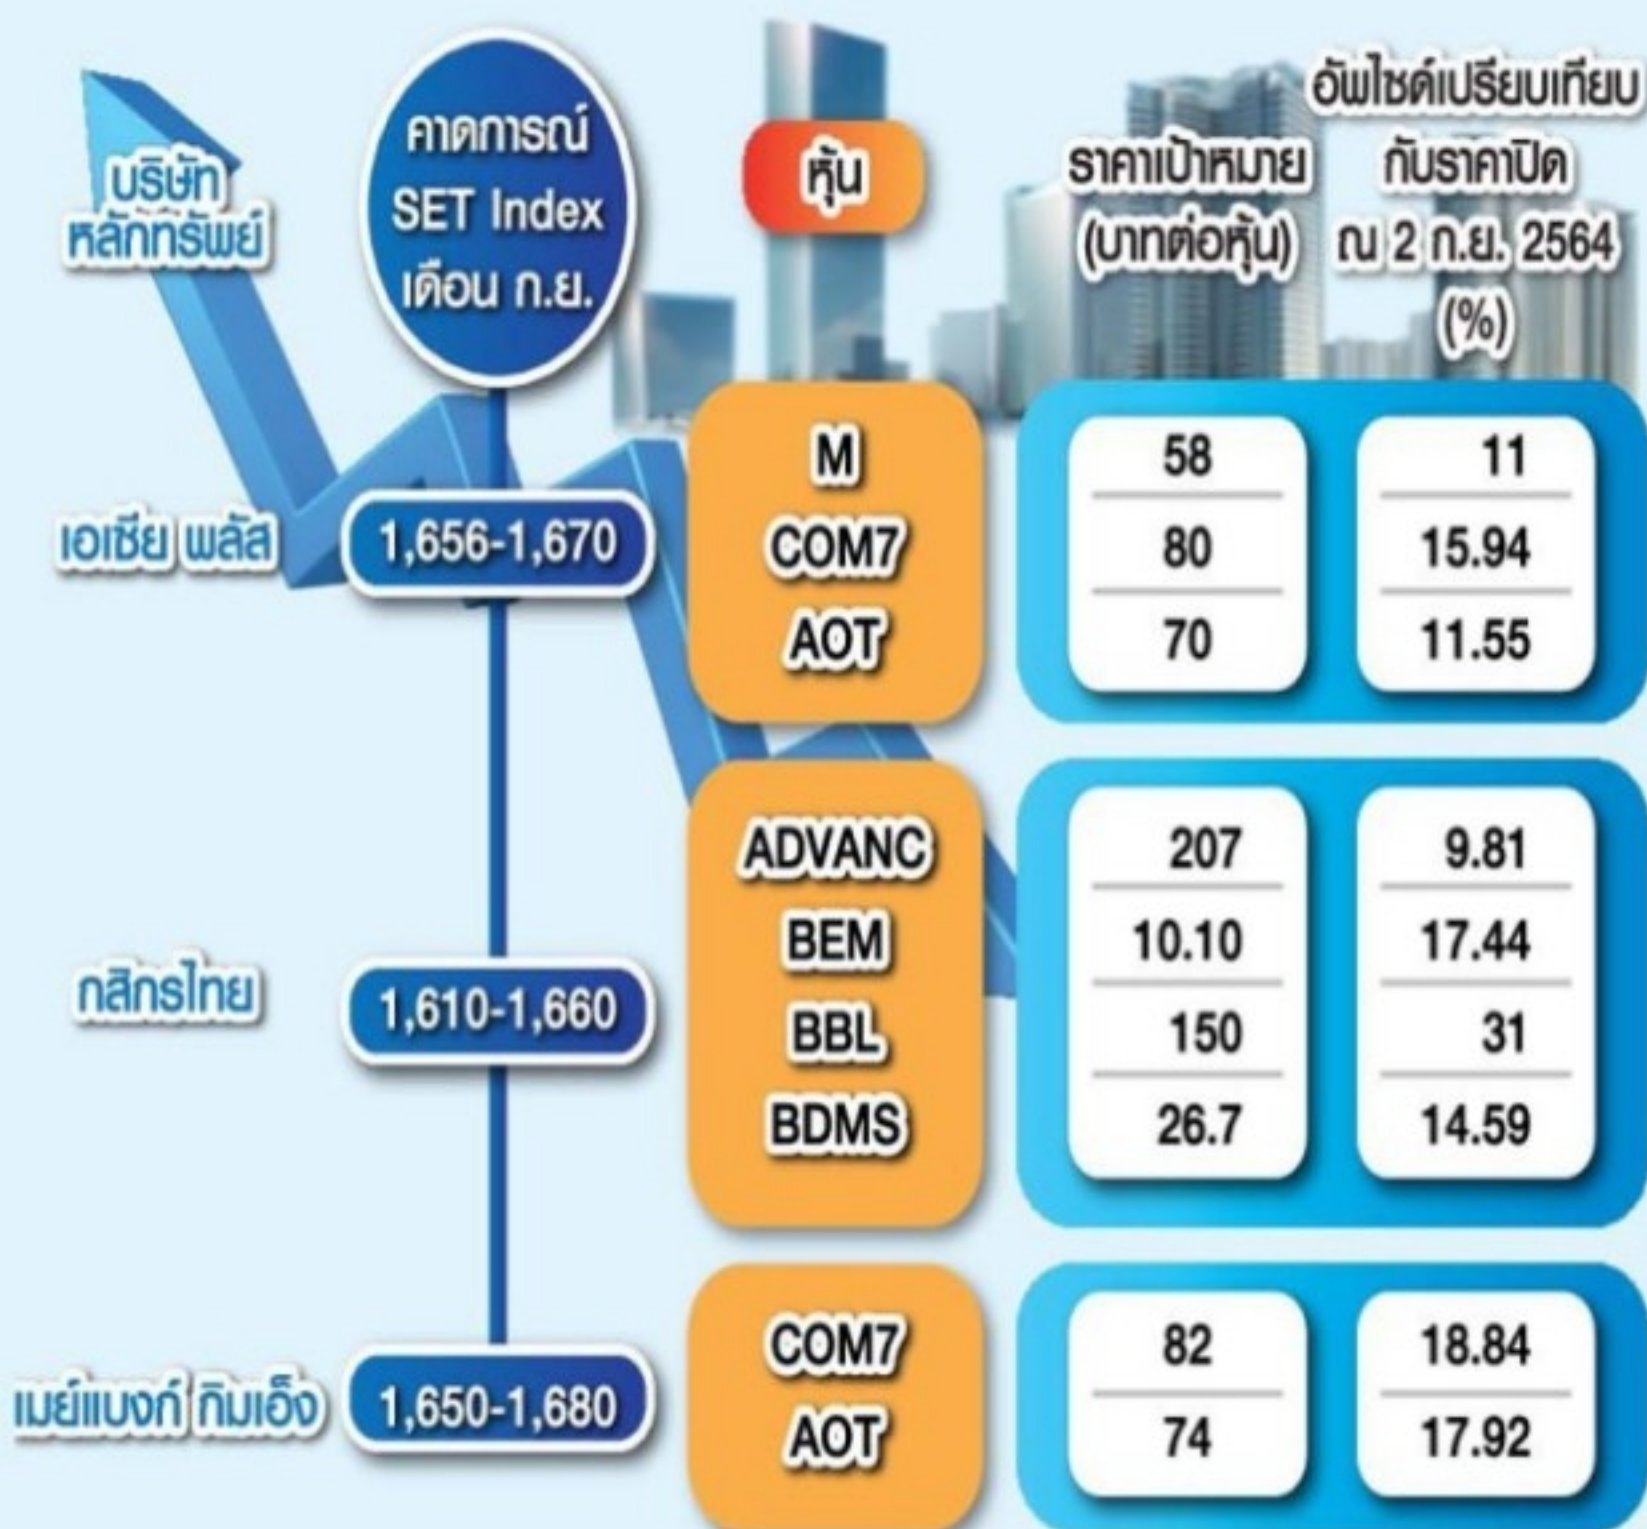 บริษัท
หลักทรัพย์
คาดการณ์
SET Index
เดือน ก.ย.
หุ้น
ราคาเป้าหมาย
(บาทต่อหุ้น)
อัพไซด์เปรียบเทียบ
กับราคาปิด
ณ 2 ก.ย. 2564
(%)
เอเซีย พลัส 1,656-1,670
M 58 11
COM7 80 15.94
AOT 70 11.55
กสิกรไทย 1,610-1,660
ADVANC 207 9.81
BEM 10.10 17.44
BBL 150 31
BDMS 26.7 14.59
เมย์แบงก์ กิมเอ็ง 1,650-1,680
COM7 82 18.84
AOT 74 17.92